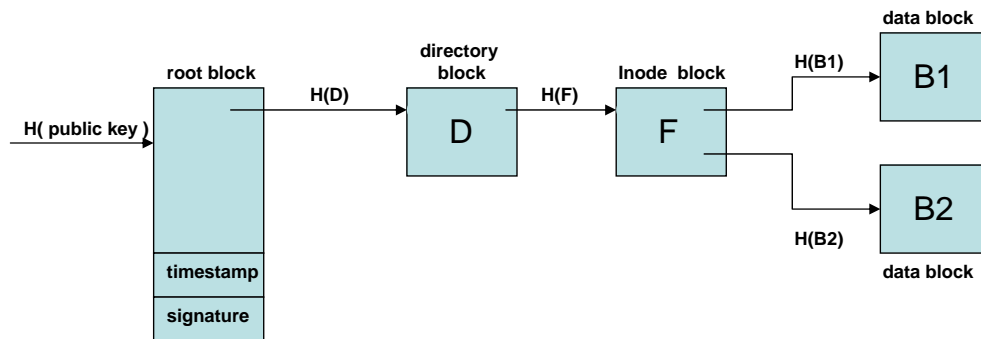 data block
directory
block
root block
Inode block
H(B1)
B1
H(D)
H(F)
H( public key )
D
F
B2
H(B2)
timestamp
data block
signature